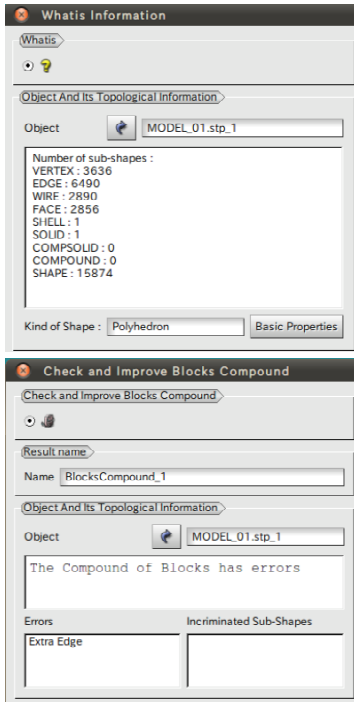 Whatis Information
Whatis
Object And Its Topological Information
Object MODEL_01.stp_1
Number of sub-shapes :
VERTEX : 3636
EDGE : 6490
WIRE : 2890
FACE : 2856
SHELL : 1
SOLID : 1
COMPSOLID : 0
COMPOUND : 0
SHAPE : 15874
Kind of Shape : Polyhedron Basic Properties
Check and Improve Blocks Compound
Check and Improve Blocks Compound
Result name
Name BlocksCompound_1
Object And Its Topological Information
Object MODEL_01.stp_1
The Compound of Blocks has errors
Errors Incriminated Sub-Shapes
Extra Edge